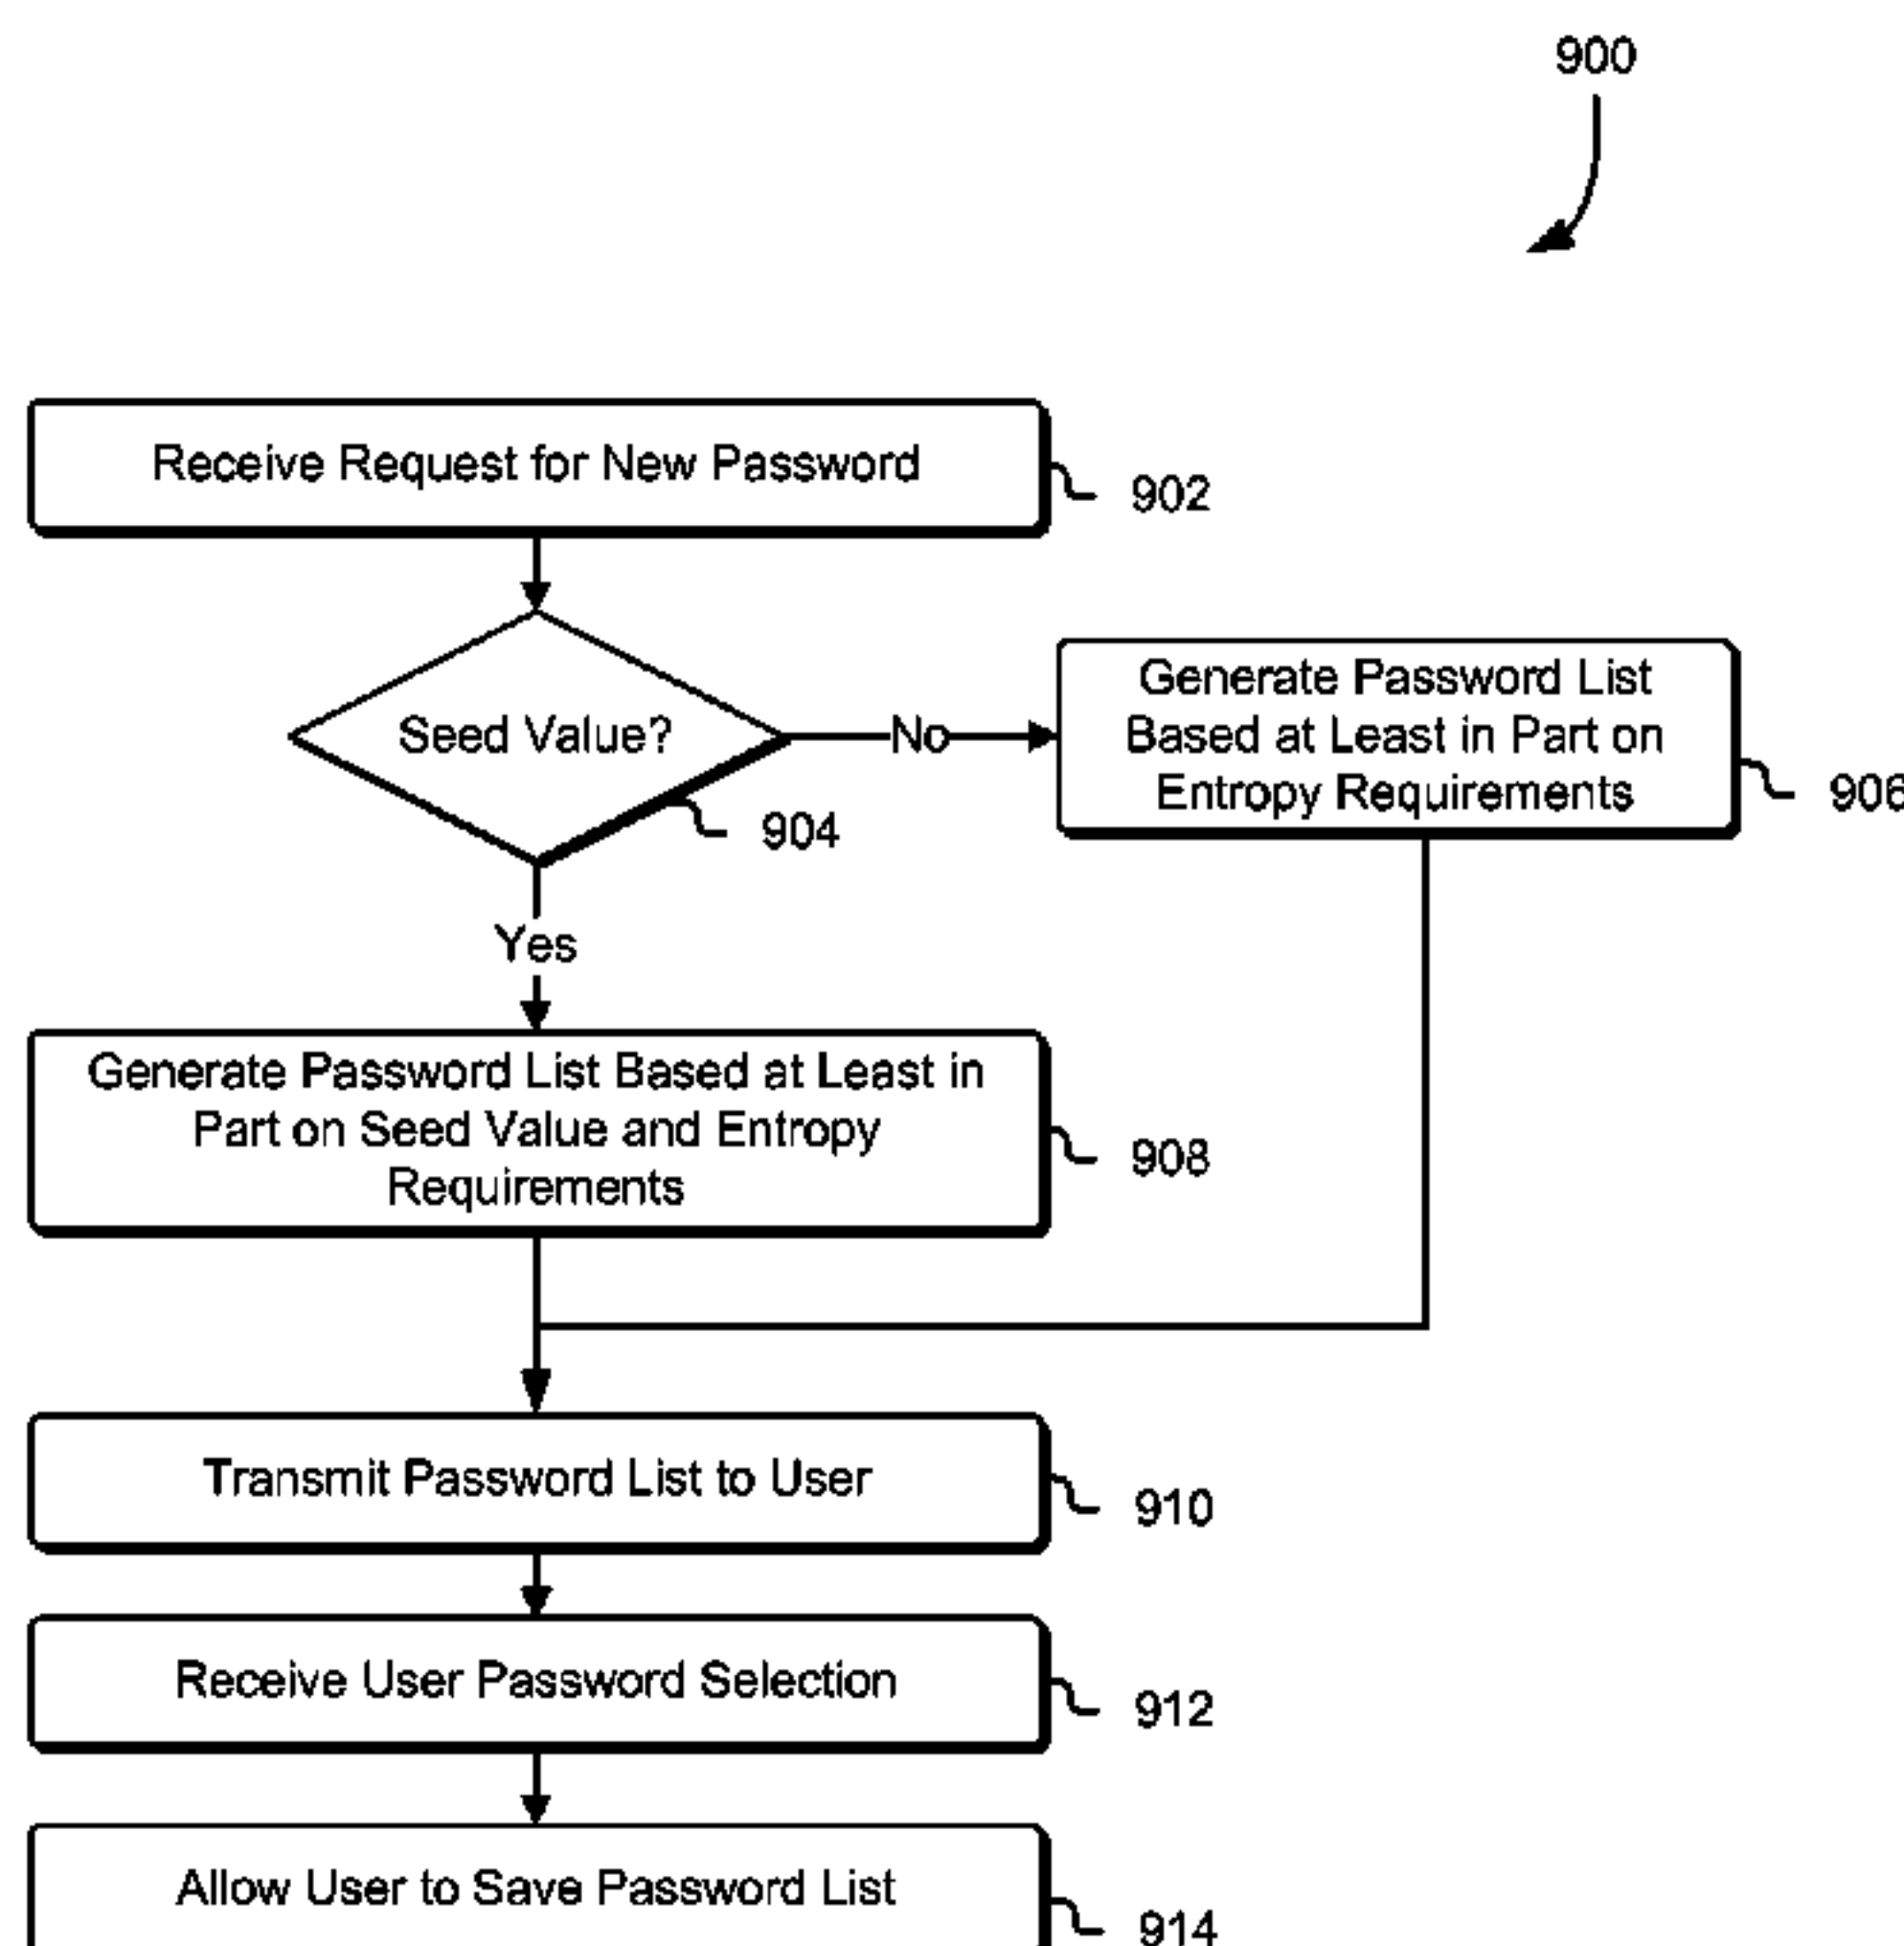 900
Receive Request for New Password
902
Seed Value?
No
904
Generate Password List
Based at Least in Part on
Entropy Requirements
906
Yes
Generate Password List Based at Least in
Part on Seed Value and Entropy
Requirements
908
Transmit Password List to User
910
Receive User Password Selection
912
Allow User to Save Password List
914